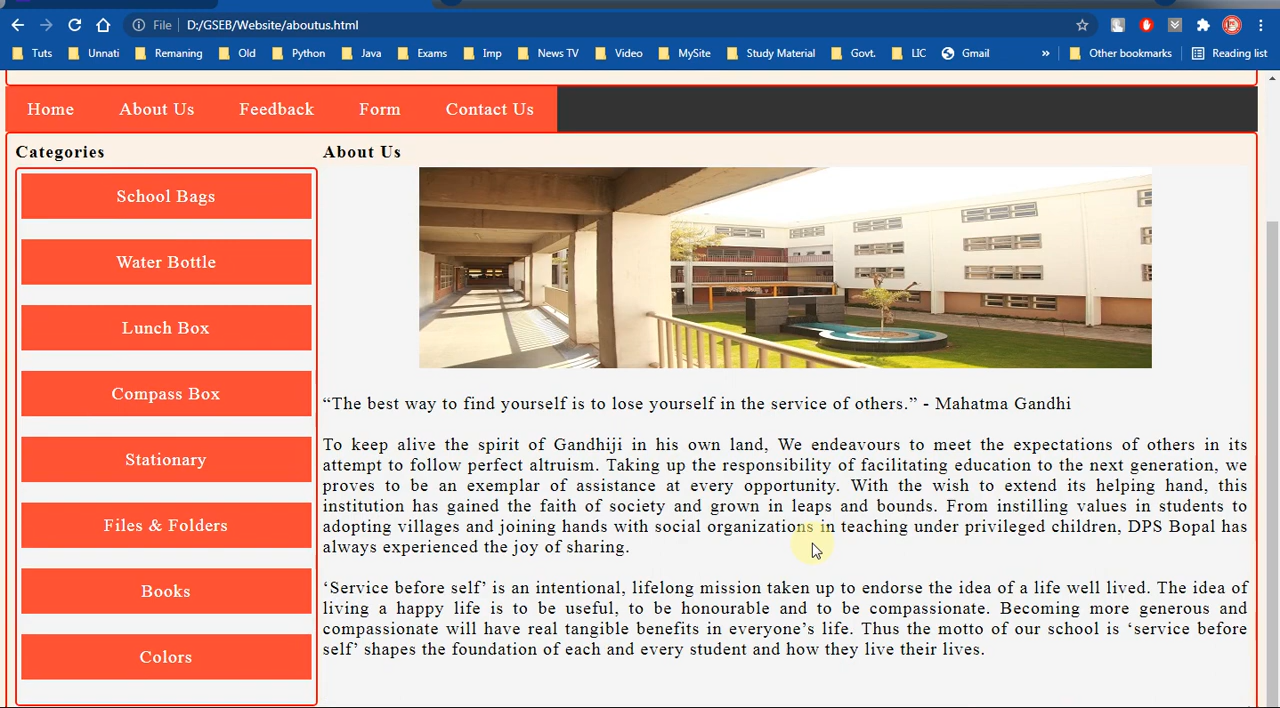 File
D:/GSEB/Website/aboutus.html
Tuts Unnati Remaning Old Python Java Exams Imp News TV Video MySite Study Material Govt. LIC Gmail » Other bookmarks Reading list
Home About Us Feedback Form Contact Us
Categories
School Bags
Water Bottle
Lunch Box
Compass Box
Stationary
Files & Folders
Books
Colors
About Us
“The best way to find yourself is to lose yourself in the service of others.” - Mahatma Gandhi
To keep alive the spirit of Gandhiji in his own land, We endeavours to meet the expectations of others in its
attempt to follow perfect altruism. Taking up the responsibility of facilitating education to the next generation, we
proves to be an exemplar of assistance at every opportunity. With the wish to extend its helping hand, this
institution has gained the faith of society and grown in leaps and bounds. From instilling values in students to
adopting villages and joining hands with social organizations in teaching under privileged children, DPS Bopal has
always experienced the joy of sharing.
‘Service before self’ is an intentional, lifelong mission taken up to endorse the idea of a life well lived. The idea of
living a happy life is to be useful, to be honourable and to be compassionate. Becoming more generous and
compassionate will have real tangible benefits in everyone’s life. Thus the motto of our school is ‘service before
self’ shapes the foundation of each and every student and how they live their lives.